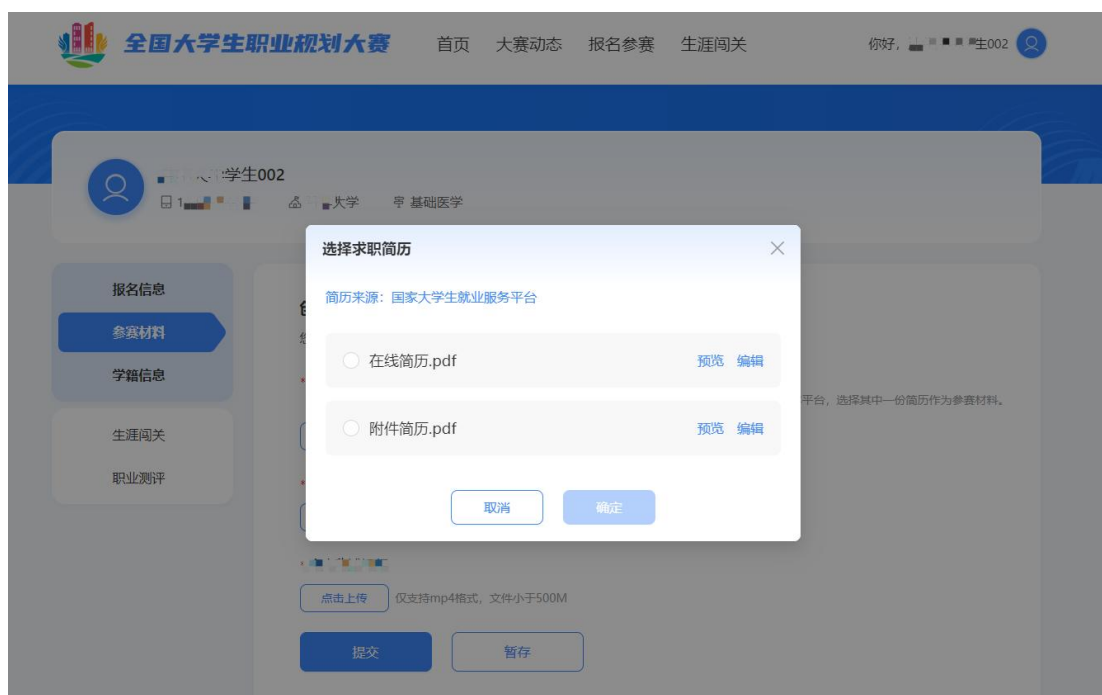 全国大学生职业规划大赛 首页 大赛动态 报名参赛 生涯闯关 你好, 生002
学生002
大学 基础医学
选择求职简历
报名信息
简历来源：国家大学生就业服务平台
参赛材料
在线简历.pdf 预览 编辑
学籍信息
平台，选择其中一份简历作为参赛材料。
附件简历.pdf 预览 编辑
生涯闯关
职业测评
取消 确定
点击上传 仅支持mp4格式，文件小于500M
提交 暂存